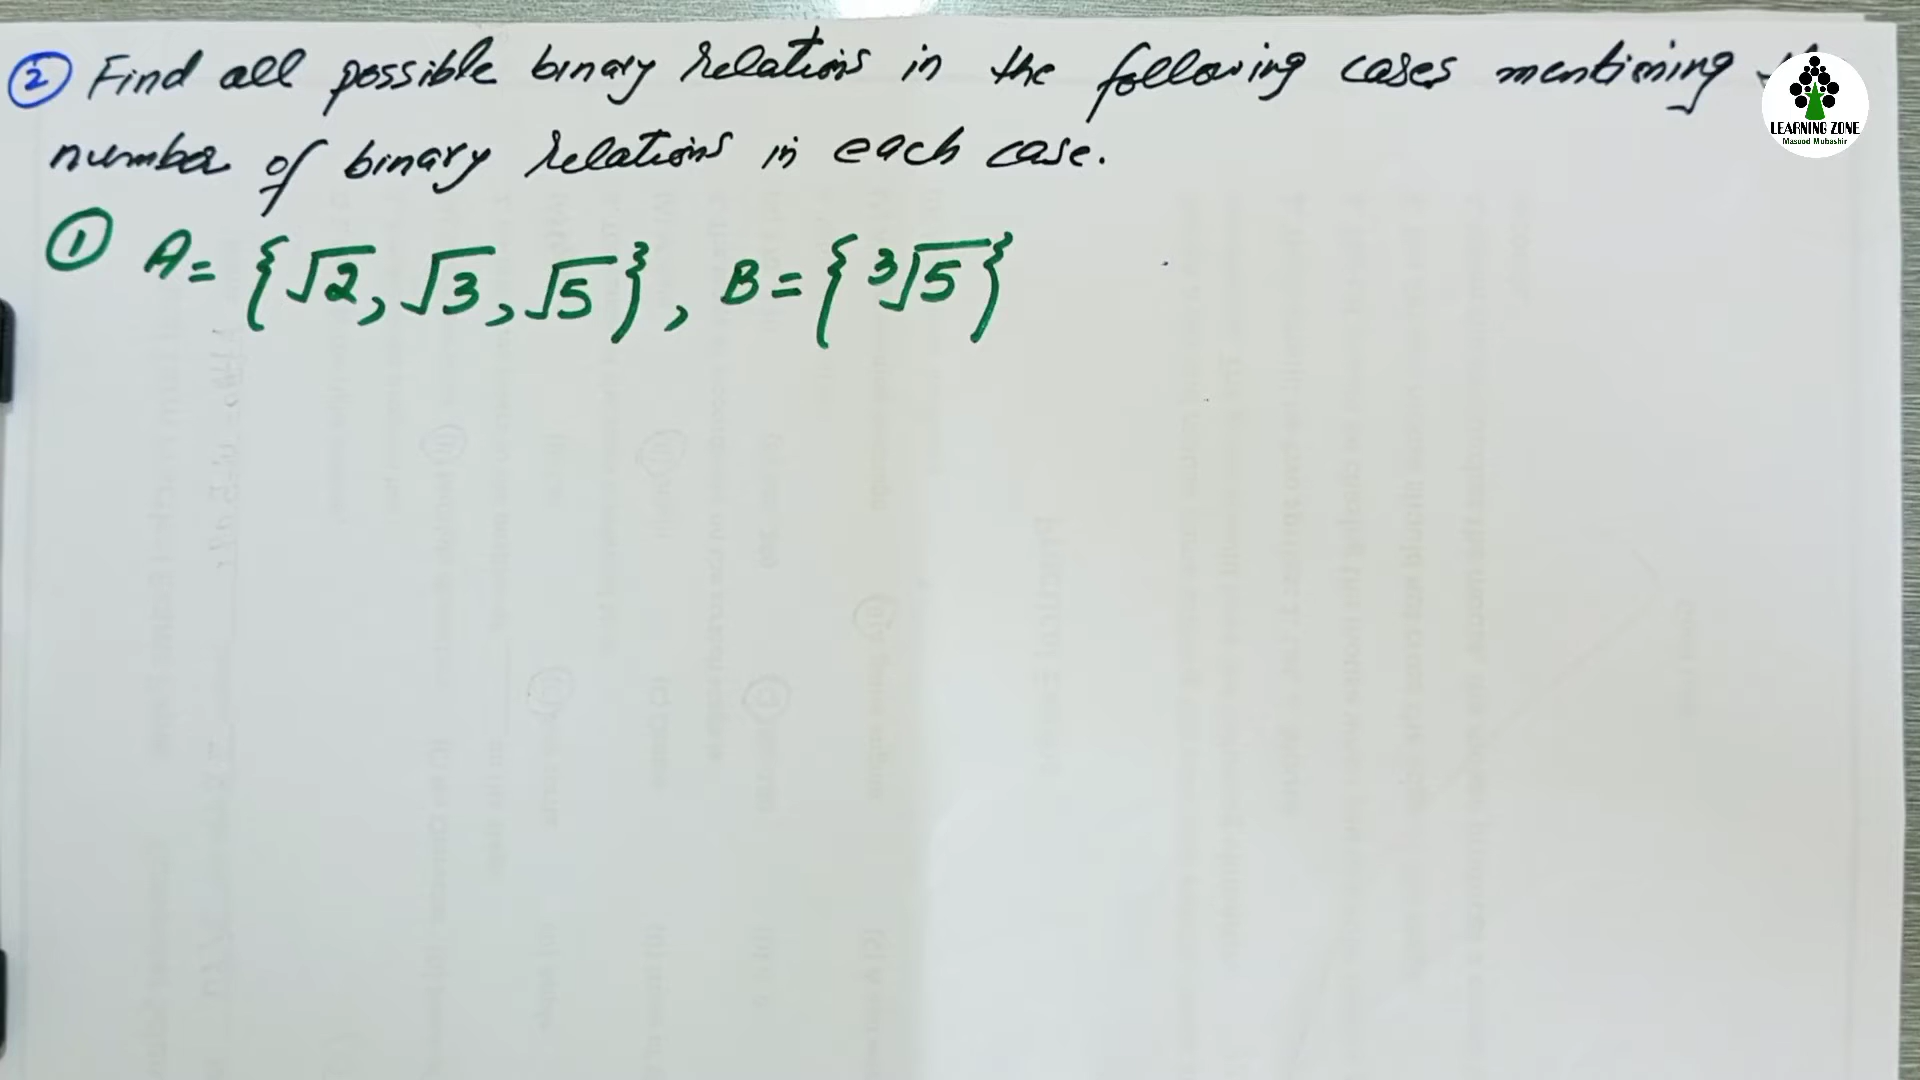 ② Find all possible binary relations in the following cases mentioning
number of binary relations in each case.
① A = {√2, √3, √5}, B = {∛5}
LEARNING ZONE
Masood Mubashir